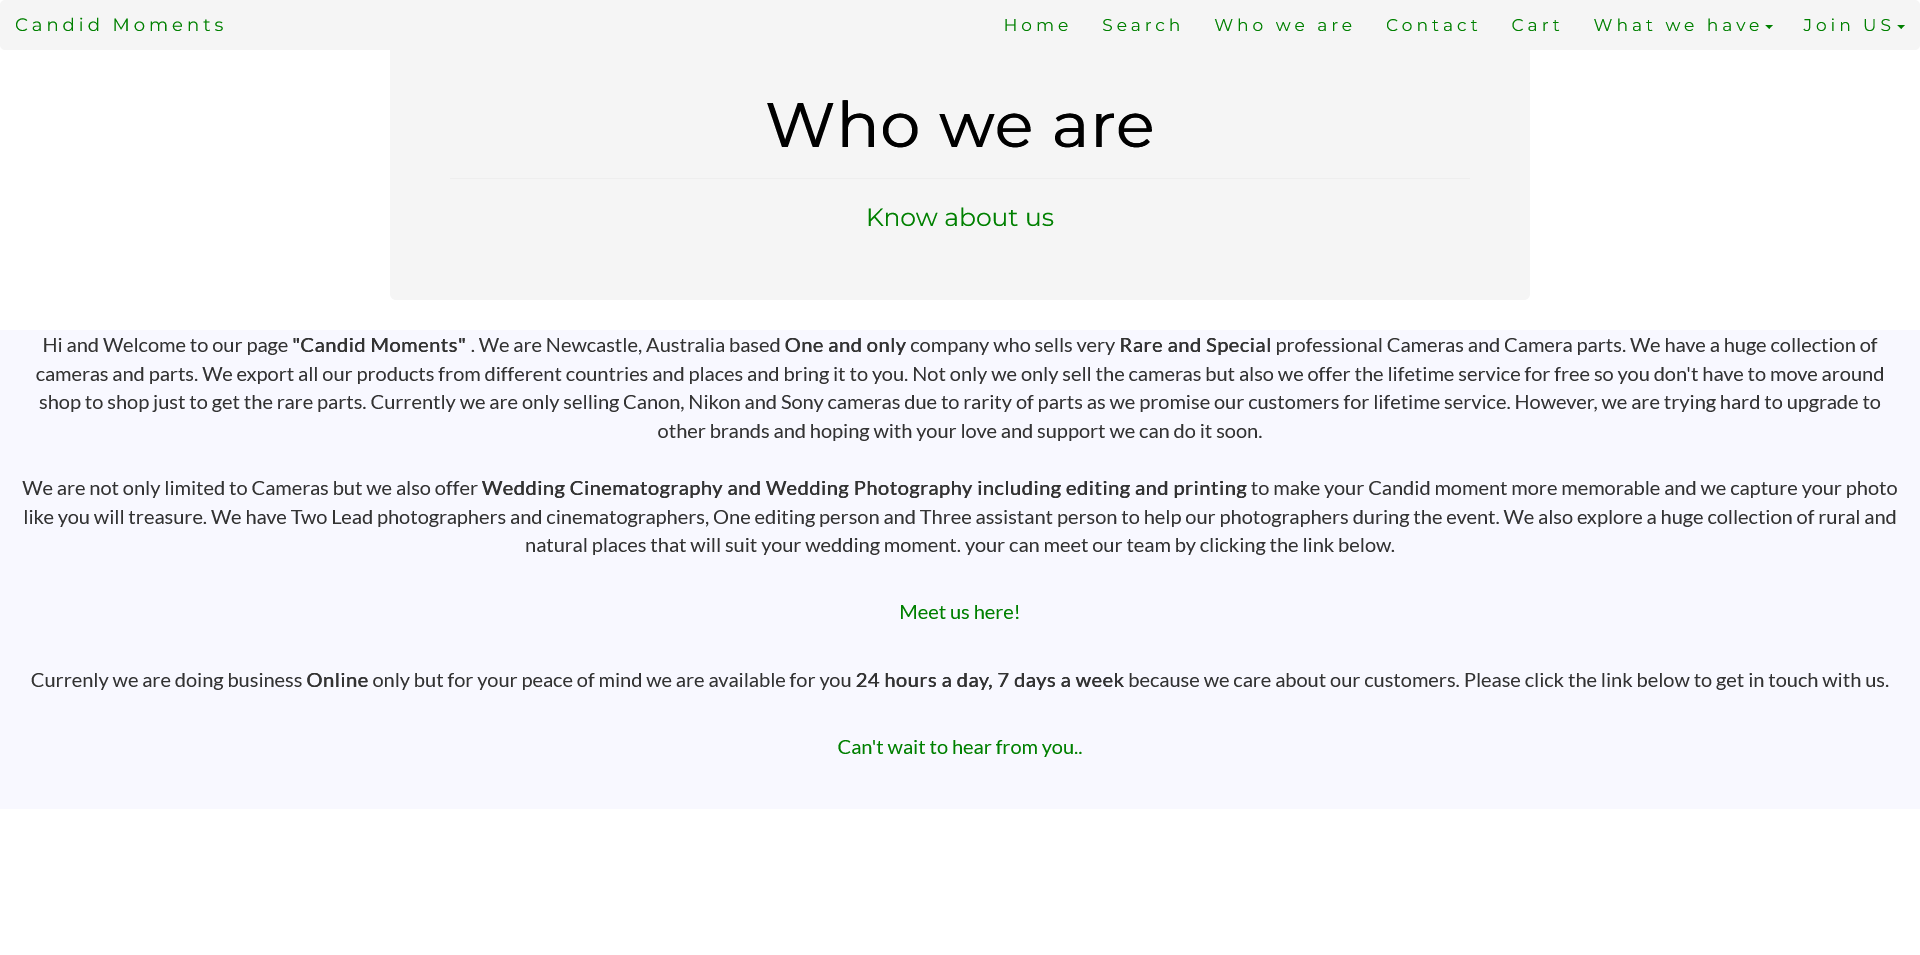 Candid Moments
Home Search Who we are Contact Cart What we have Join US
Who we are
Know about us
Hi and Welcome to our page "Candid Moments" . We are Newcastle, Australia based One and only company who sells very Rare and Special professional Cameras and Camera parts. We have a huge collection of
cameras and parts. We export all our products from different countries and places and bring it to you. Not only we only sell the cameras but also we offer the lifetime service for free so you don't have to move around
shop to shop just to get the rare parts. Currently we are only selling Canon, Nikon and Sony cameras due to rarity of parts as we promise our customers for lifetime service. However, we are trying hard to upgrade to
other brands and hoping with your love and support we can do it soon.
We are not only limited to Cameras but we also offer Wedding Cinematography and Wedding Photography including editing and printing to make your Candid moment more memorable and we capture your photo
like you will treasure. We have Two Lead photographers and cinematographers, One editing person and Three assistant person to help our photographers during the event. We also explore a huge collection of rural and
natural places that will suit your wedding moment. your can meet our team by clicking the link below.
Meet us here!
Currenly we are doing business Online only but for your peace of mind we are available for you 24 hours a day, 7 days a week because we care about our customers. Please click the link below to get in touch with us.
Can't wait to hear from you..